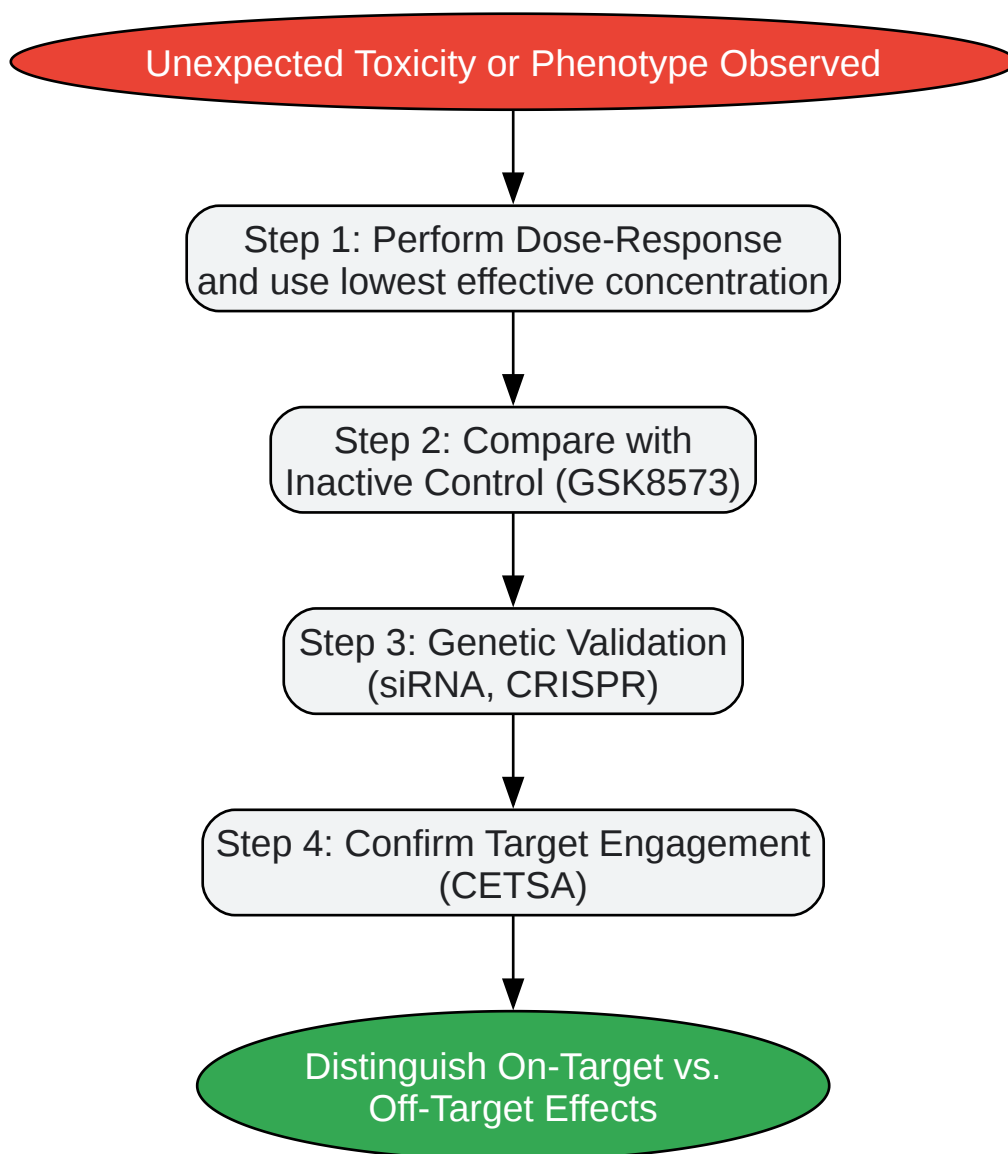 Unexpected Toxicity or Phenotype Observed
Step 1: Perform Dose-Response
and use lowest effective concentration
Step 2: Compare with
Inactive Control (GSK8573)
Step 3: Genetic Validation
(siRNA, CRISPR)
Step 4: Confirm Target Engagement
(CETSA)
Distinguish On-Target vs.
Off-Target Effects